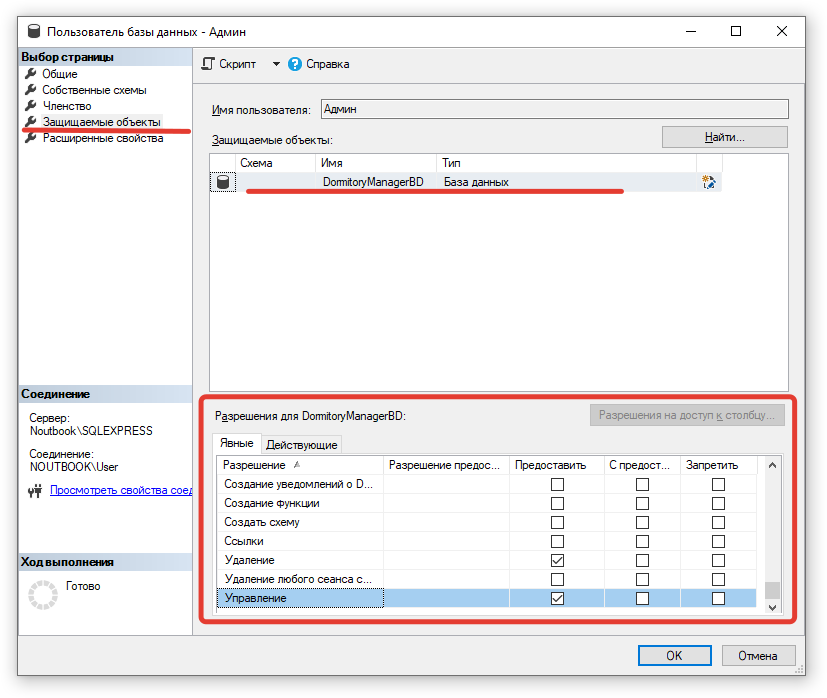 Пользователь базы данных - Админ
Выбор страницы
Общие
Собственные схемы
Членство
Защищаемые объекты
Расширенные свойства
Скрипт
Справка
Имя пользователя: Админ
Защищаемые объекты:
Найти...
Схема Имя Тип
DormitoryManagerBD База данных
Соединение
Сервер:
Noutbook\SQLEXPRESS
Соединение:
NOUTBOOK\User
Просмотреть свойства соед
Ход выполнения
Готово
Разрешения для DormitoryManagerBD:
Разрешения на доступ к столбцу...
Явные Действующие
Разрешение Разрешение предос... Предоставить С предост... Запретить
Создание уведомлений о D...
Создание функции
Создать схему
Ссылки
Удаление
Удаление любого сеанса с...
Управление
OK Отмена